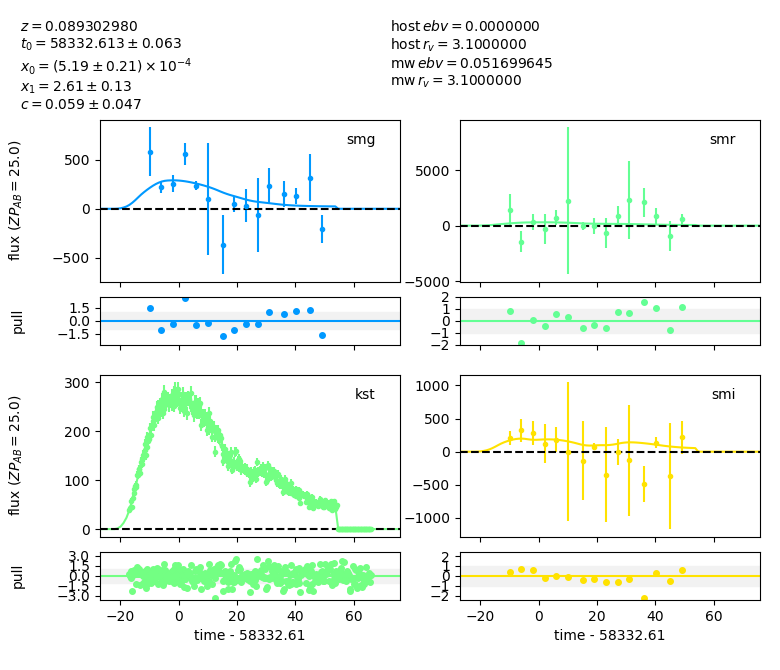 z = 0.089302980
t₀ = 58332.613 ± 0.063
x₀ = (5.19 ± 0.21) × 10⁻⁴
x₁ = 2.61 ± 0.13
c = 0.059 ± 0.047
host ebv = 0.0000000
host r_v = 3.1000000
mw ebv = 0.051699645
mw r_v = 3.1000000
flux (ZP_AB = 25.0)
500
0
−500
smg
5000
0
−5000
smr
pull
1.5
0.0
−1.5
2
1
0
−1
−2
flux (ZP_AB = 25.0)
300
200
100
0
kst
1000
500
0
−500
−1000
smi
pull
3.0
1.5
0.0
−1.5
−3.0
2
1
0
−1
−2
−20 0 20 40 60
time - 58332.61
−20 0 20 40 60
time - 58332.61